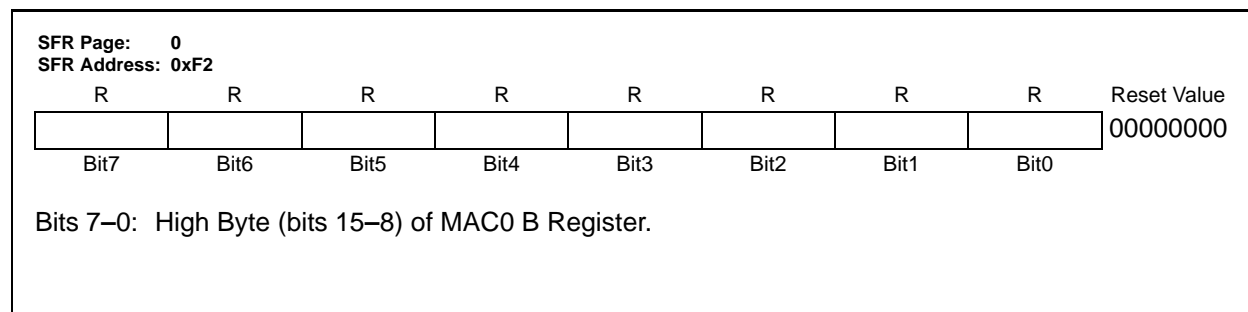 SFR Page: 0
SFR Address: 0xF2
R R R R R R R R Reset Value
00000000
Bit7 Bit6 Bit5 Bit4 Bit3 Bit2 Bit1 Bit0
Bits 7–0: High Byte (bits 15–8) of MAC0 B Register.